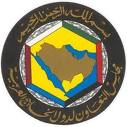 بسم الله الرحمن الرحيم
مجلس التعاون لدول الخليج العربية